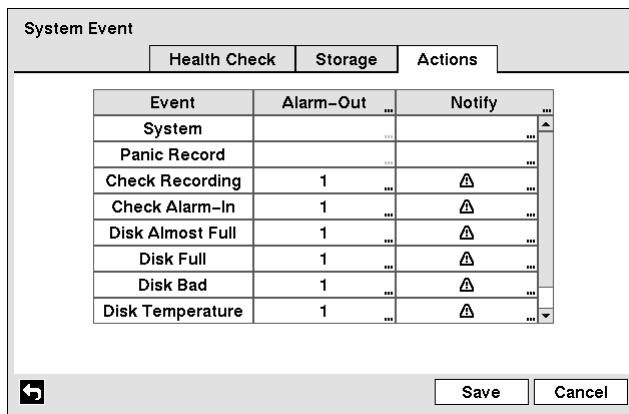 System Event
Health Check Storage Actions
Event Alarm-Out ... Notify ...
System ... ...
Panic Record ... ...
Check Recording 1 ... ...
Check Alarm-In 1 ... ...
Disk Almost Full 1 ... ...
Disk Full 1 ... ...
Disk Bad 1 ... ...
Disk Temperature 1 ... ...
Save Cancel